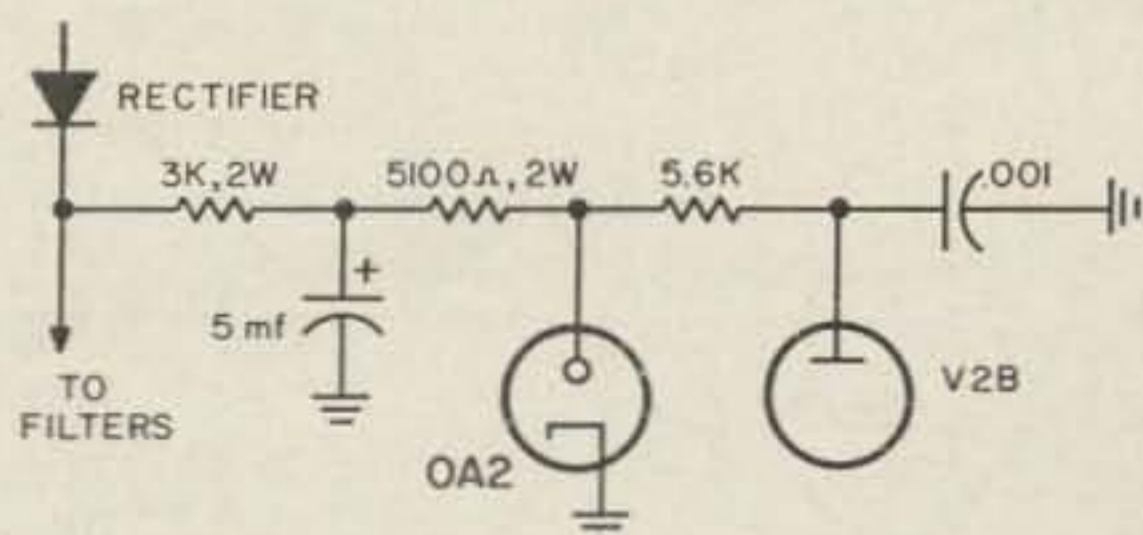 RECTIFIER
3K, 2W
5100Ω, 2W
5.6K
.001
+
5 mf
TO
FILTERS
OA2
V2B